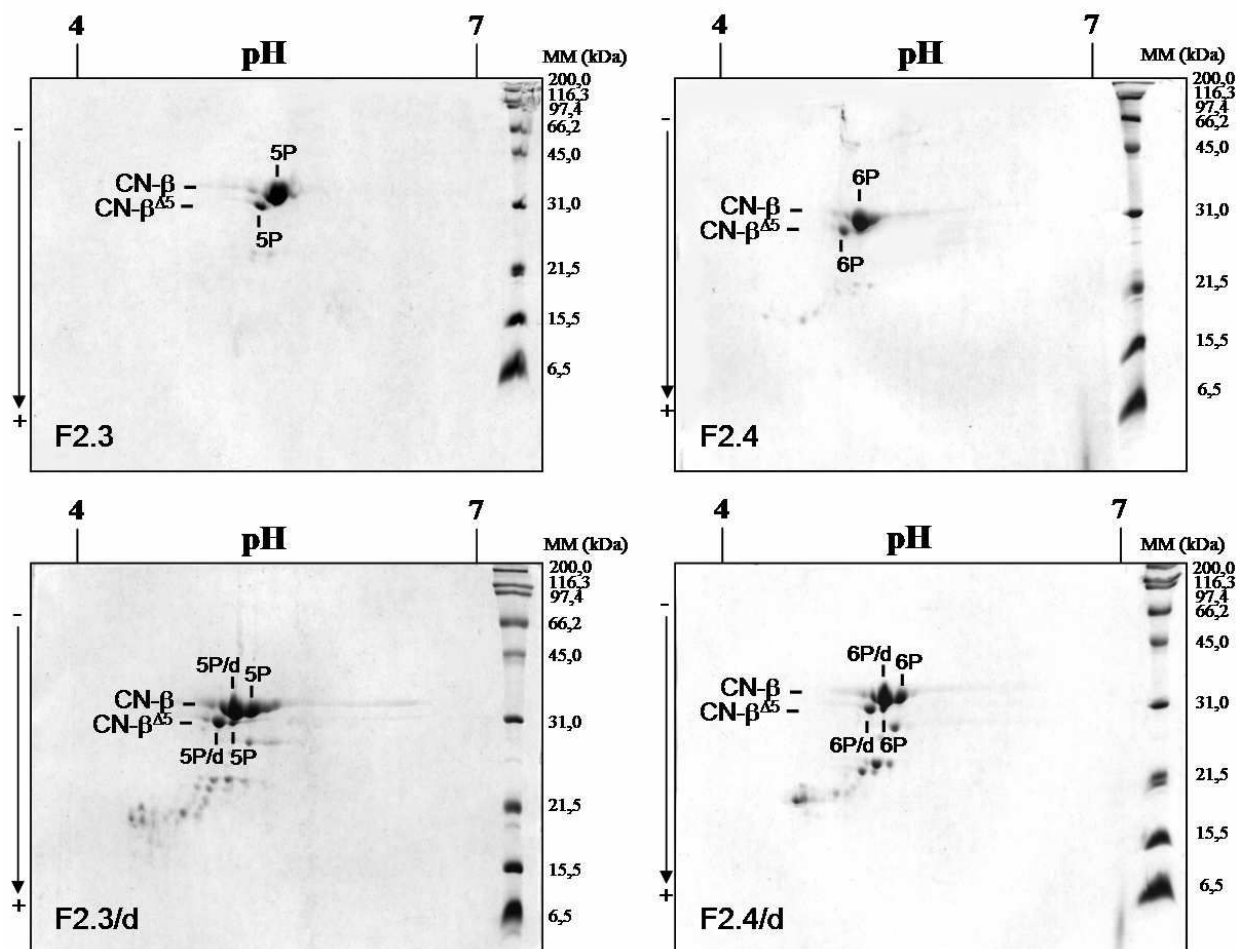 4 7
pH MM (kDa)
200,0
116,3
97,4
66,2
45,0
31,0
21,5
15,5
6,5
-
+
5P
CN-β
CN-βΔ5
5P
F2.3
4 7
pH MM (kDa)
200,0
116,3
97,4
66,2
45,0
31,0
21,5
15,5
6,5
-
+
6P
CN-β
CN-βΔ5
6P
F2.4
4 7
pH MM (kDa)
200,0
116,3
97,4
66,2
45,0
31,0
21,5
15,5
6,5
-
+
5P/d 5P
CN-β
CN-βΔ5
5P/d 5P
F2.3/d
4 7
pH MM (kDa)
200,0
116,3
97,4
66,2
45,0
31,0
21,5
15,5
6,5
-
+
6P/d 6P
CN-β
CN-βΔ5
6P/d 6P
F2.4/d